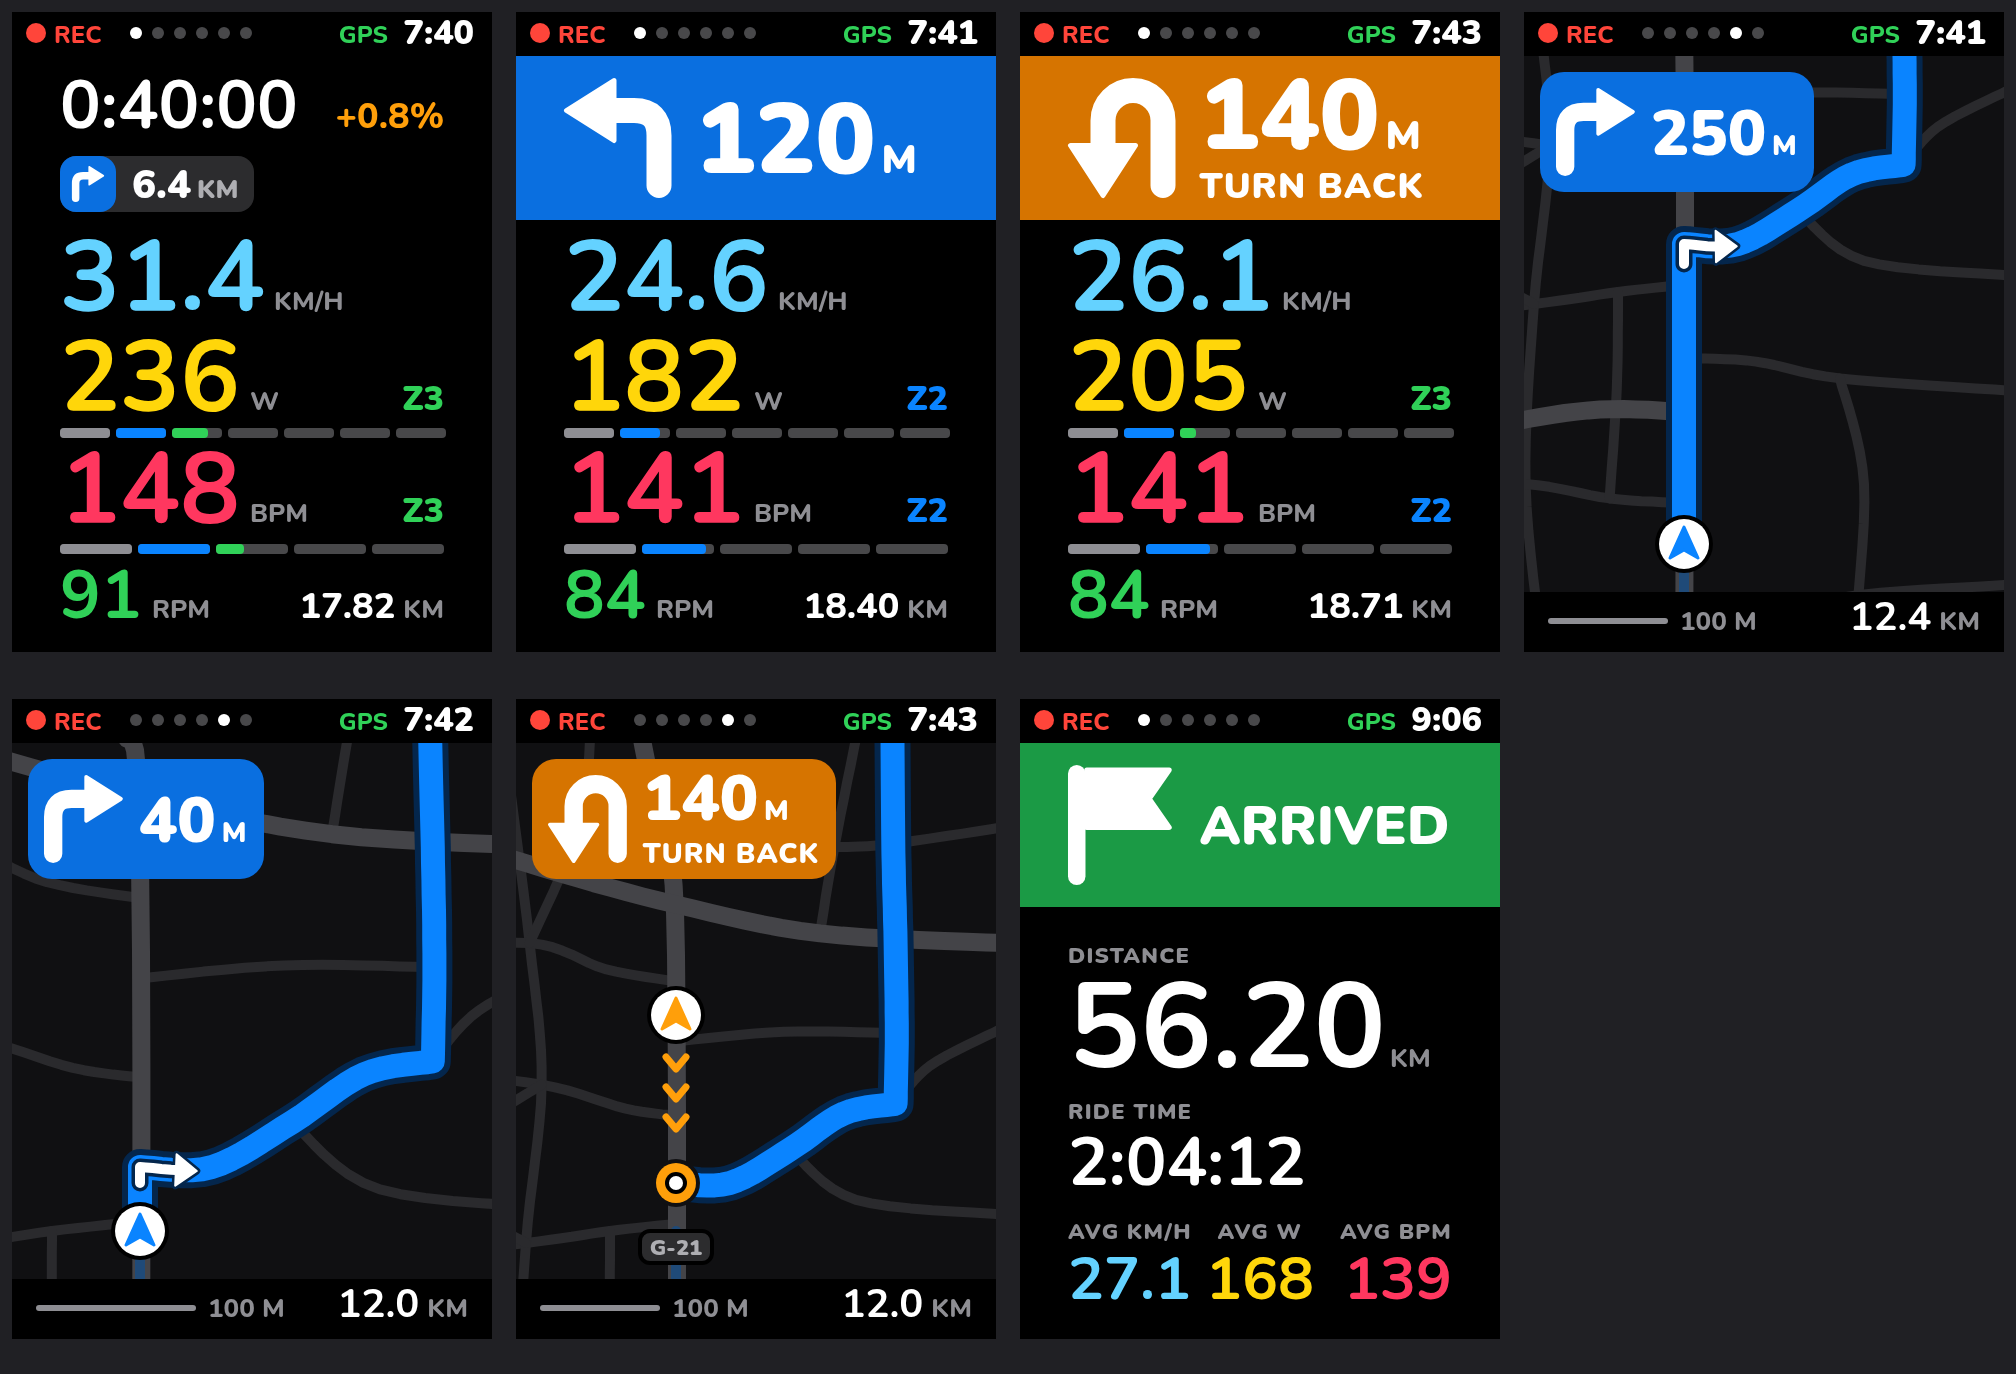 REC GPS 7:40
0:40:00 +0.8%
6.4 KM
31.4 KM/H
236 W Z3
148 BPM Z3
91 RPM 17.82 KM
REC GPS 7:41
120 M
24.6 KM/H
182 W Z2
141 BPM Z2
84 RPM 18.40 KM
REC GPS 7:43
140 M
TURN BACK
26.1 KM/H
205 W Z3
141 BPM Z2
84 RPM 18.71 KM
REC GPS 7:41
250 M
100 M 12.4 KM
REC GPS 7:42
40 M
100 M 12.0 KM
REC GPS 7:43
140 M
TURN BACK
G-21
100 M 12.0 KM
REC GPS 9:06
ARRIVED
DISTANCE
56.20 KM
RIDE TIME
2:04:12
AVG KM/H AVG W AVG BPM
27.1 168 139